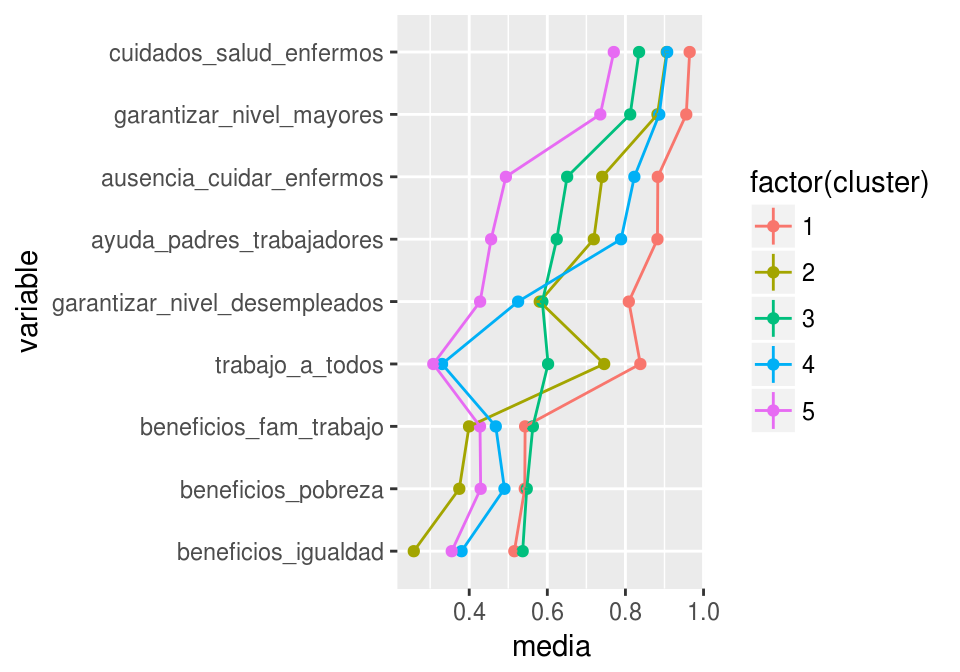 cuidados_salud_enfermos
garantizar_nivel_mayores
ausencia_cuidar_enfermos
ayuda_padres_trabajadores
garantizar_nivel_desempleados
trabajo_a_todos
beneficios_fam_trabajo
beneficios_pobreza
beneficios_igualdad
variable
0.4 0.6 0.8 1.0
media
factor(cluster)
1
2
3
4
5